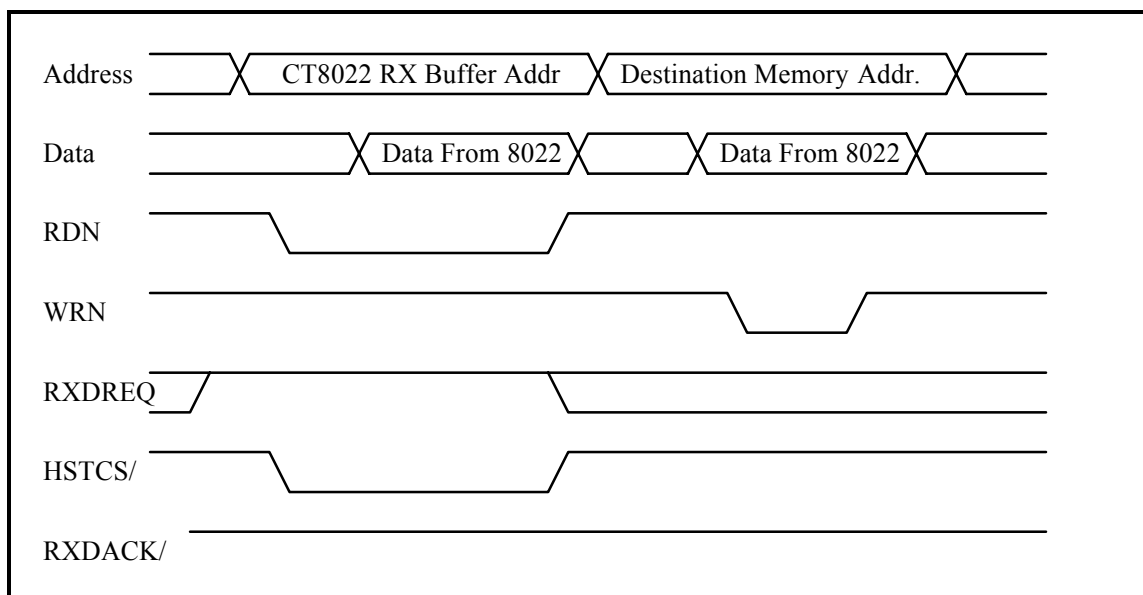 Address CT8022 RX Buffer Addr Destination Memory Addr.
Data Data From 8022 Data From 8022
RDN
WRN
RXDREQ
HSTCS/
RXDACK/